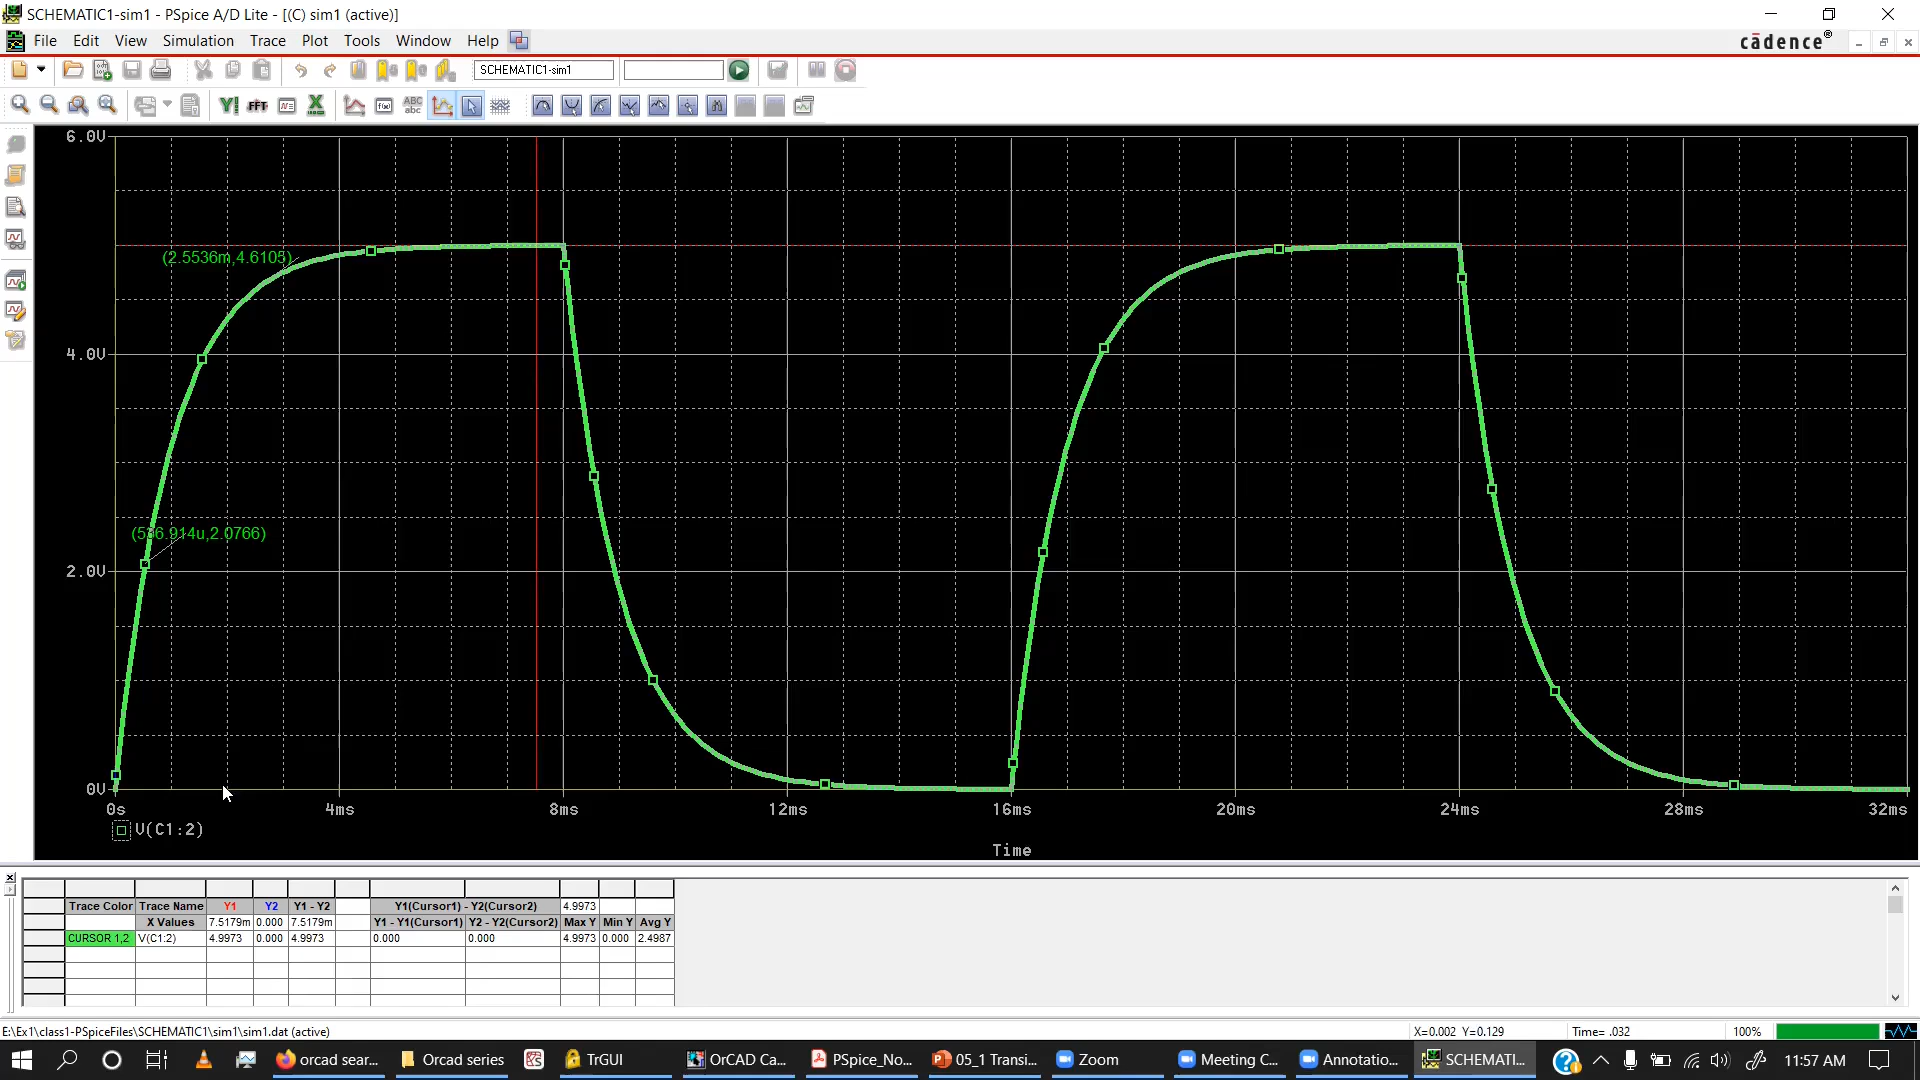 SCHEMATIC1-sim1 - PSpice A/D Lite - [(C) sim1 (active)]
File Edit View Simulation Trace Plot Tools Window Help
cādence®
SCHEMATIC1-sim1
FFT
ABC
abc
6.0V
(2.5536m,4.6105)
4.0V
(536.914u,2.0766)
2.0V
0V
0s 4ms 8ms 12ms 16ms 20ms 24ms 28ms 32ms
V(C1:2)
Time
Trace Color Trace Name Y1 Y2 Y1 - Y2 Y1(Cursor1) - Y2(Cursor2) 4.9973
X Values 7.5179m 0.000 7.5179m Y1 - Y1(Cursor1) Y2 - Y2(Cursor2) Max Y Min Y Avg Y
CURSOR 1,2 V(C1:2) 4.9973 0.000 4.9973 0.000 0.000 4.9973 0.000 2.4987
E:\Ex1\class1-PSpiceFiles\SCHEMATIC1\sim1\sim1.dat (active) X=0.002 Y=0.129 Time= .032 100%
orcad sear... Orcad series TrGUI OrCAD Ca... PSpice_No... 05_1 Transi... Zoom Meeting C... Annotatio... SCHEMATI... 11:57 AM